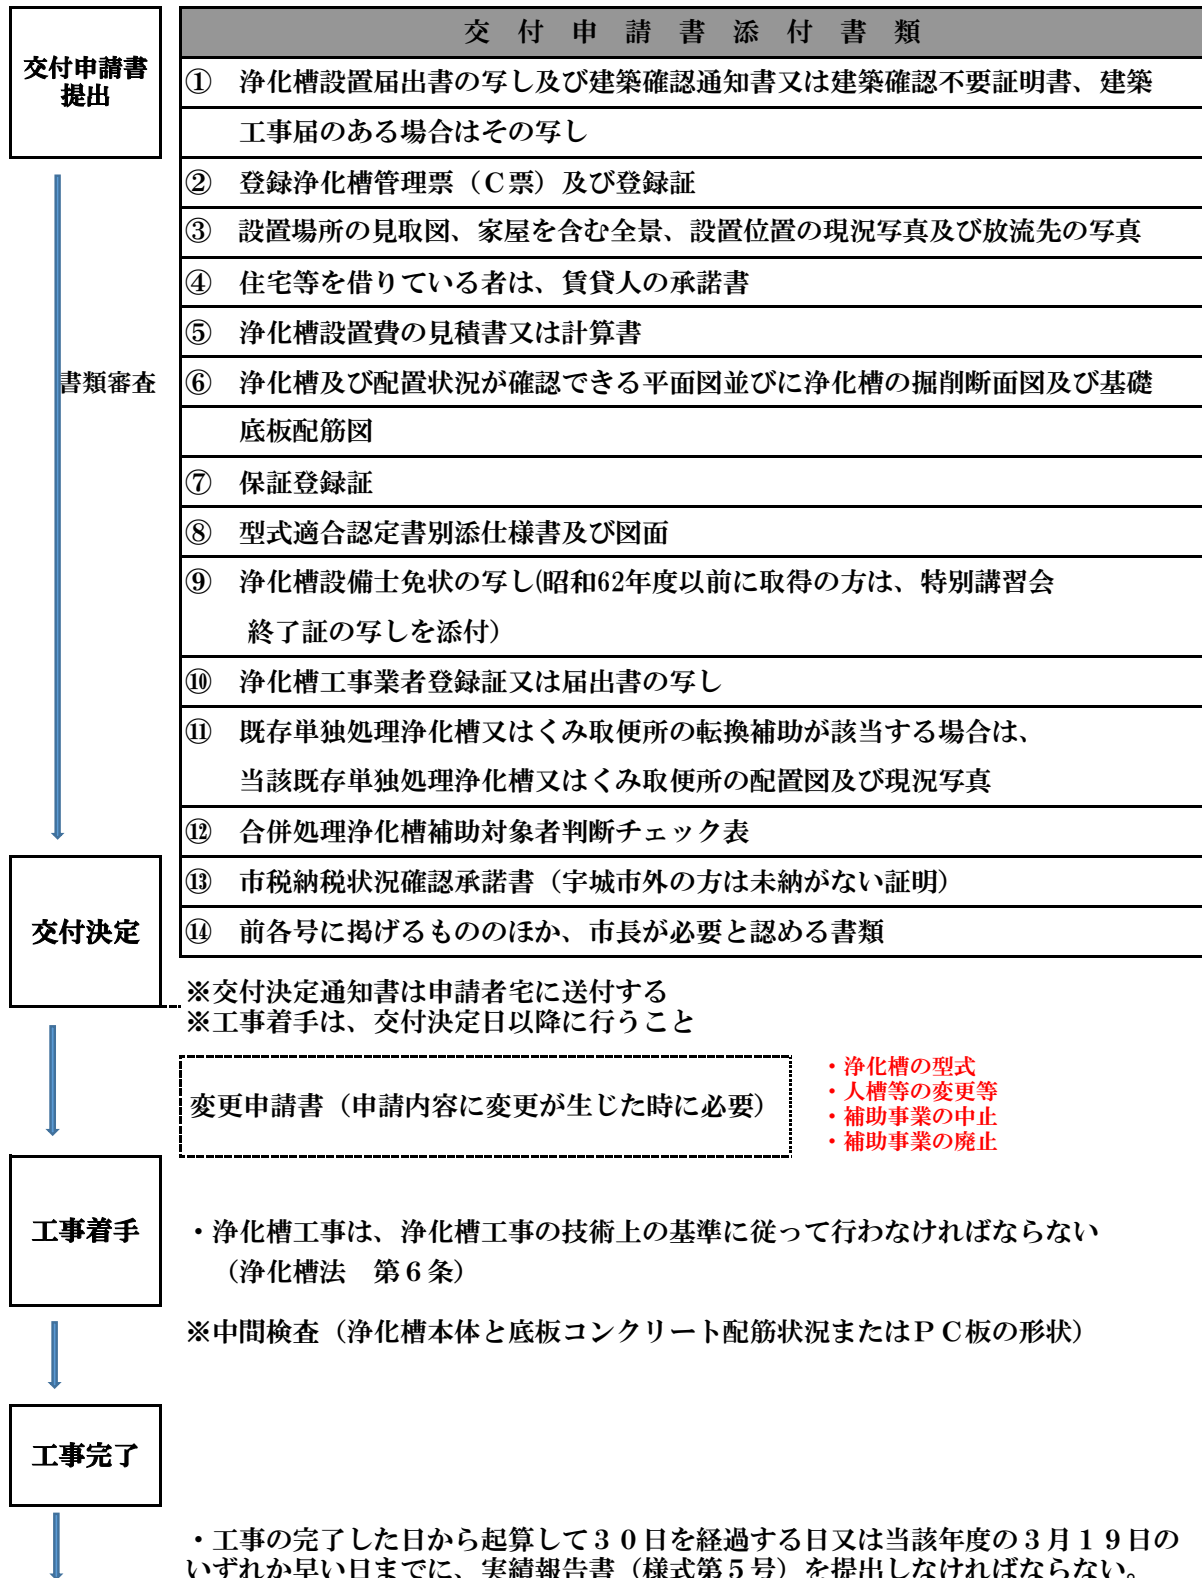 交付申請書
提出
交付申請書添付書類
① 浄化槽設置届出書の写し及び建築確認通知書又は建築確認不要証明書、建築
工事届のある場合はその写し
② 登録浄化槽管理票（Ｃ票）及び登録証
③ 設置場所の見取図、家屋を含む全景、設置位置の現況写真及び放流先の写真
④ 住宅等を借りている者は、賃貸人の承諾書
⑤ 浄化槽設置費の見積書又は計算書
書類審査
⑥ 浄化槽及び配置状況が確認できる平面図並びに浄化槽の掘削断面図及び基礎
底板配筋図
⑦ 保証登録証
⑧ 型式適合認定書別添仕様書及び図面
⑨ 浄化槽設備士免状の写し(昭和62年度以前に取得の方は、特別講習会
終了証の写しを添付）
⑩ 浄化槽工事業者登録証又は届出書の写し
⑪ 既存単独処理浄化槽又はくみ取便所の転換補助が該当する場合は、
当該既存単独処理浄化槽又はくみ取便所の配置図及び現況写真
⑫ 合併処理浄化槽補助対象者判断チェック表
⑬ 市税納税状況確認承諾書（宇城市外の方は未納がない証明）
⑭ 前各号に掲げるもののほか、市長が必要と認める書類
交付決定
※交付決定通知書は申請者宅に送付する
※工事着手は、交付決定日以降に行うこと
変更申請書（申請内容に変更が生じた時に必要）
・浄化槽の型式
・人槽等の変更等
・補助事業の中止
・補助事業の廃止
工事着手
・浄化槽工事は、浄化槽工事の技術上の基準に従って行わなければならない
（浄化槽法　第６条）
※中間検査（浄化槽本体と底板コンクリート配筋状況またはＰＣ板の形状）
工事完了
・工事の完了した日から起算して３０日を経過する日又は当該年度の３月１９日の
いずれか早い日までに、実績報告書（様式第５号）を提出しなければならない。